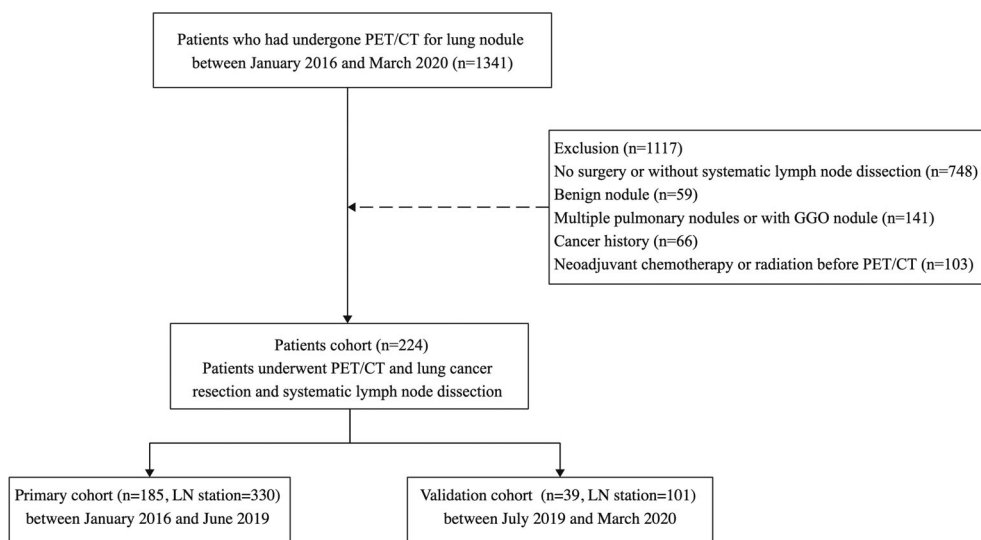 Patients who had undergone PET/CT for lung nodule
between January 2016 and March 2020 (n=1341)
Exclusion (n=1117)
No surgery or without systematic lymph node dissection (n=748)
Benign nodule (n=59)
Multiple pulmonary nodules or with GGO nodule (n=141)
Cancer history (n=66)
Neoadjuvant chemotherapy or radiation before PET/CT (n=103)
Patients cohort (n=224)
Patients underwent PET/CT and lung cancer
resection and systematic lymph node dissection
Primary cohort (n=185, LN station=330)
between January 2016 and June 2019
Validation cohort (n=39, LN station=101)
between July 2019 and March 2020